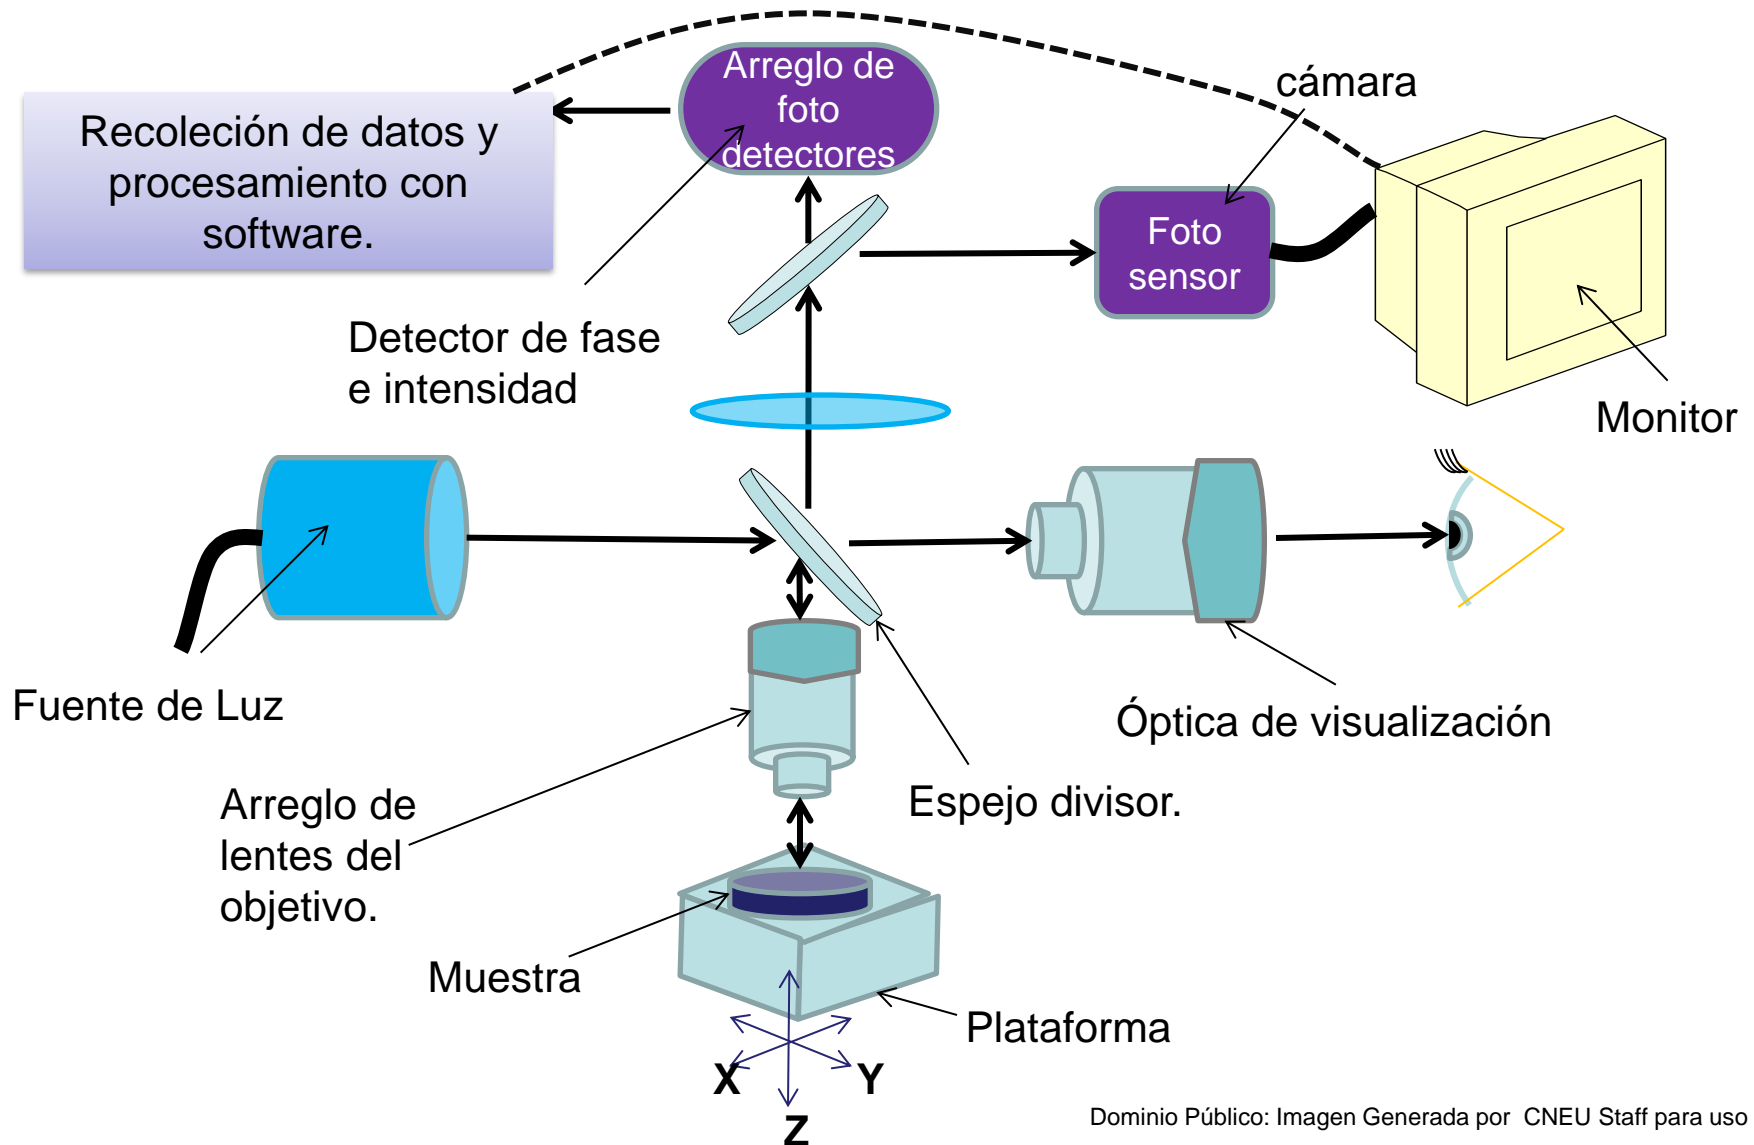 Arreglo de
foto
detectores
cámara
Recoleción de datos y
procesamiento con
software.
Foto
sensor
Detector de fase
e intensidad
Monitor
Fuente de Luz
Óptica de visualización
Arreglo de
lentes del
objetivo.
Espejo divisor.
Muestra
Plataforma
X
Y
Z
Dominio Público: Imagen Generada por CNEU Staff para uso